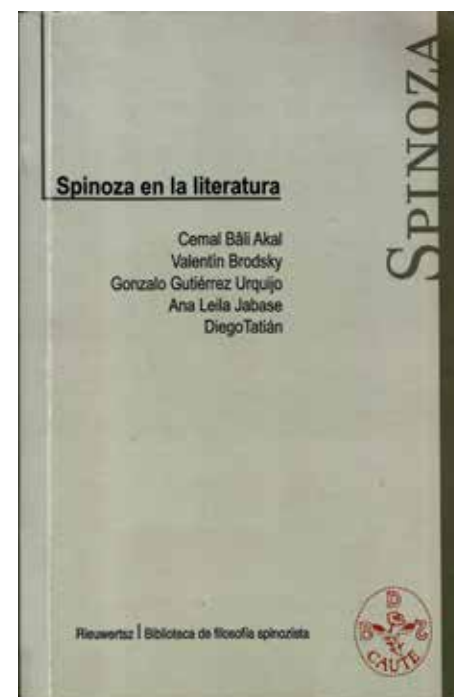 SPINOZA
Spinoza en la literatura
Cemal Bâli Akal
Valentín Brodsky
Gonzalo Gutiérrez Urquijo
Ana Leila Jabase
DiegoTatián
Rieuwertsz | Biblioteca de filosofía spinozista
B D S
CAUTE